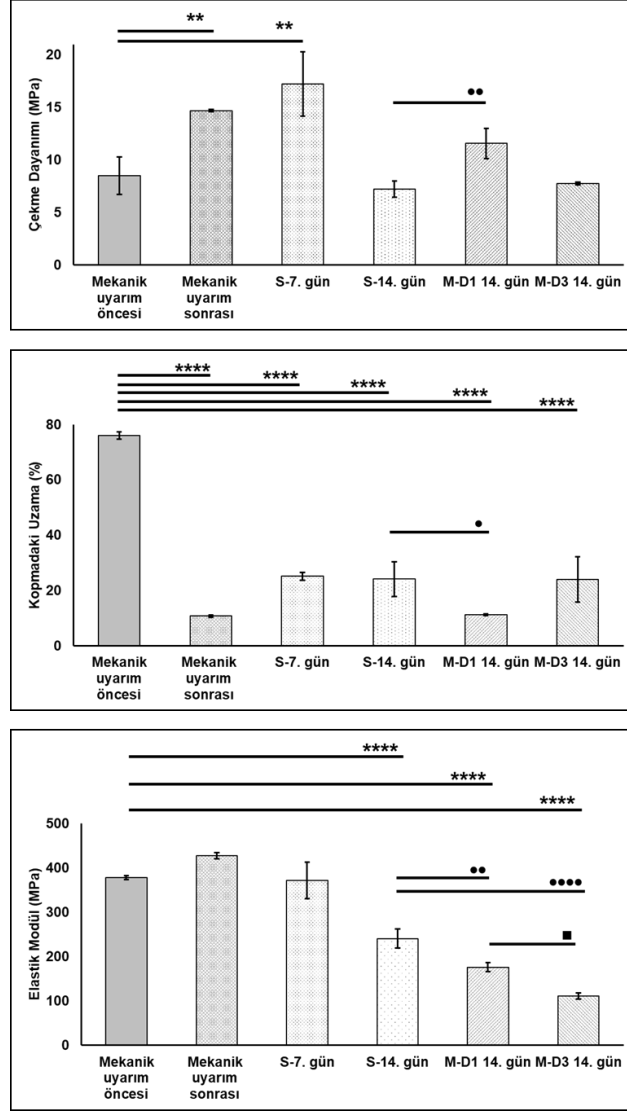 **
**
20
15
10
5
0
Çekme Dayanımı (MPa)
••
Mekanik uyarım öncesi
Mekanik uyarım sonrası
S-7. gün
S-14. gün
M-D1 14. gün
M-D3 14. gün
****
****
****
****
****
80
60
40
20
0
Kopmadaki Uzama (%)
•
Mekanik uyarım öncesi
Mekanik uyarım sonrası
S-7. gün
S-14. gün
M-D1 14. gün
M-D3 14. gün
****
****
****
500
400
300
200
100
0
Elastik Modül (MPa)
••
••••
■
Mekanik uyarım öncesi
Mekanik uyarım sonrası
S-7. gün
S-14. gün
M-D1 14. gün
M-D3 14. gün